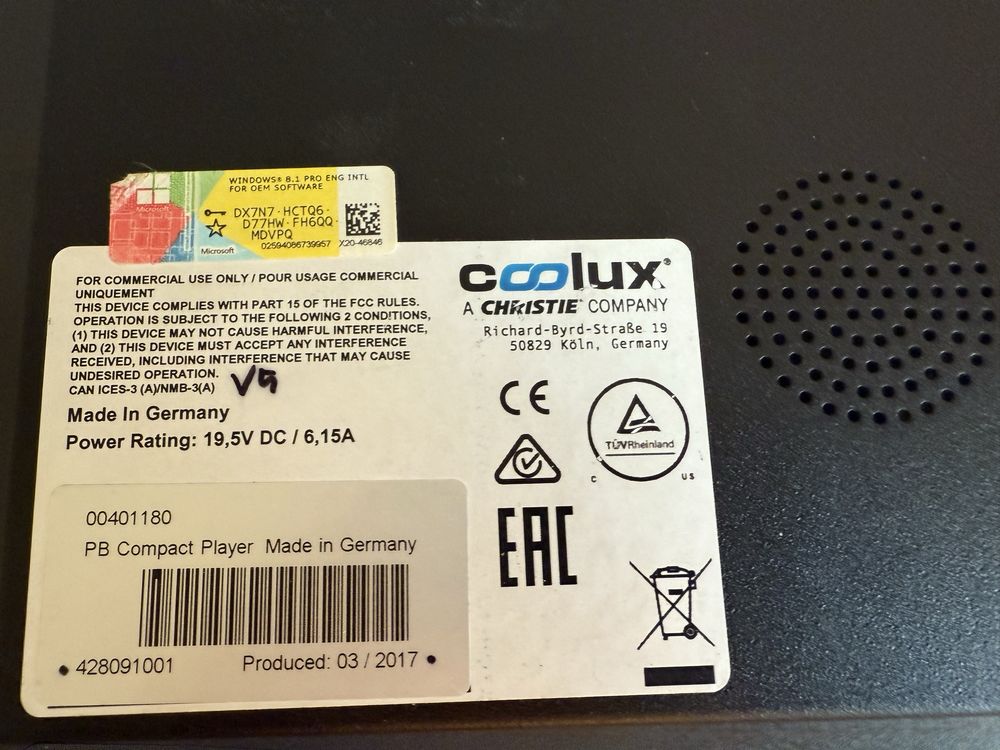 WINDOWS® 8.1 PRO ENG INTL
FOR OEM SOFTWARE
Microsoft
DX7N7-HCTQ6-
D77HW-FH6QQ-
MDVPQ
Microsoft
02594086739957 X20-46846
FOR COMMERCIAL USE ONLY / POUR USAGE COMMERCIAL
UNIQUEMENT
THIS DEVICE COMPLIES WITH PART 15 OF THE FCC RULES.
OPERATION IS SUBJECT TO THE FOLLOWING 2 CONDITIONS,
(1) THIS DEVICE MAY NOT CAUSE HARMFUL INTERFERENCE,
AND (2) THIS DEVICE MUST ACCEPT ANY INTERFERENCE
RECEIVED, INCLUDING INTERFERENCE THAT MAY CAUSE
UNDESIRED OPERATION.
CAN ICES-3 (A)/NMB-3(A)
Made In Germany
Power Rating: 19,5V DC / 6,15A
coolux®
A CHRISTIE® COMPANY
Richard-Byrd-Straße 19
50829 Köln, Germany
CE
TÜVRheinland
C US
EAC
00401180
PB Compact Player Made in Germany
428091001 Produced: 03 / 2017